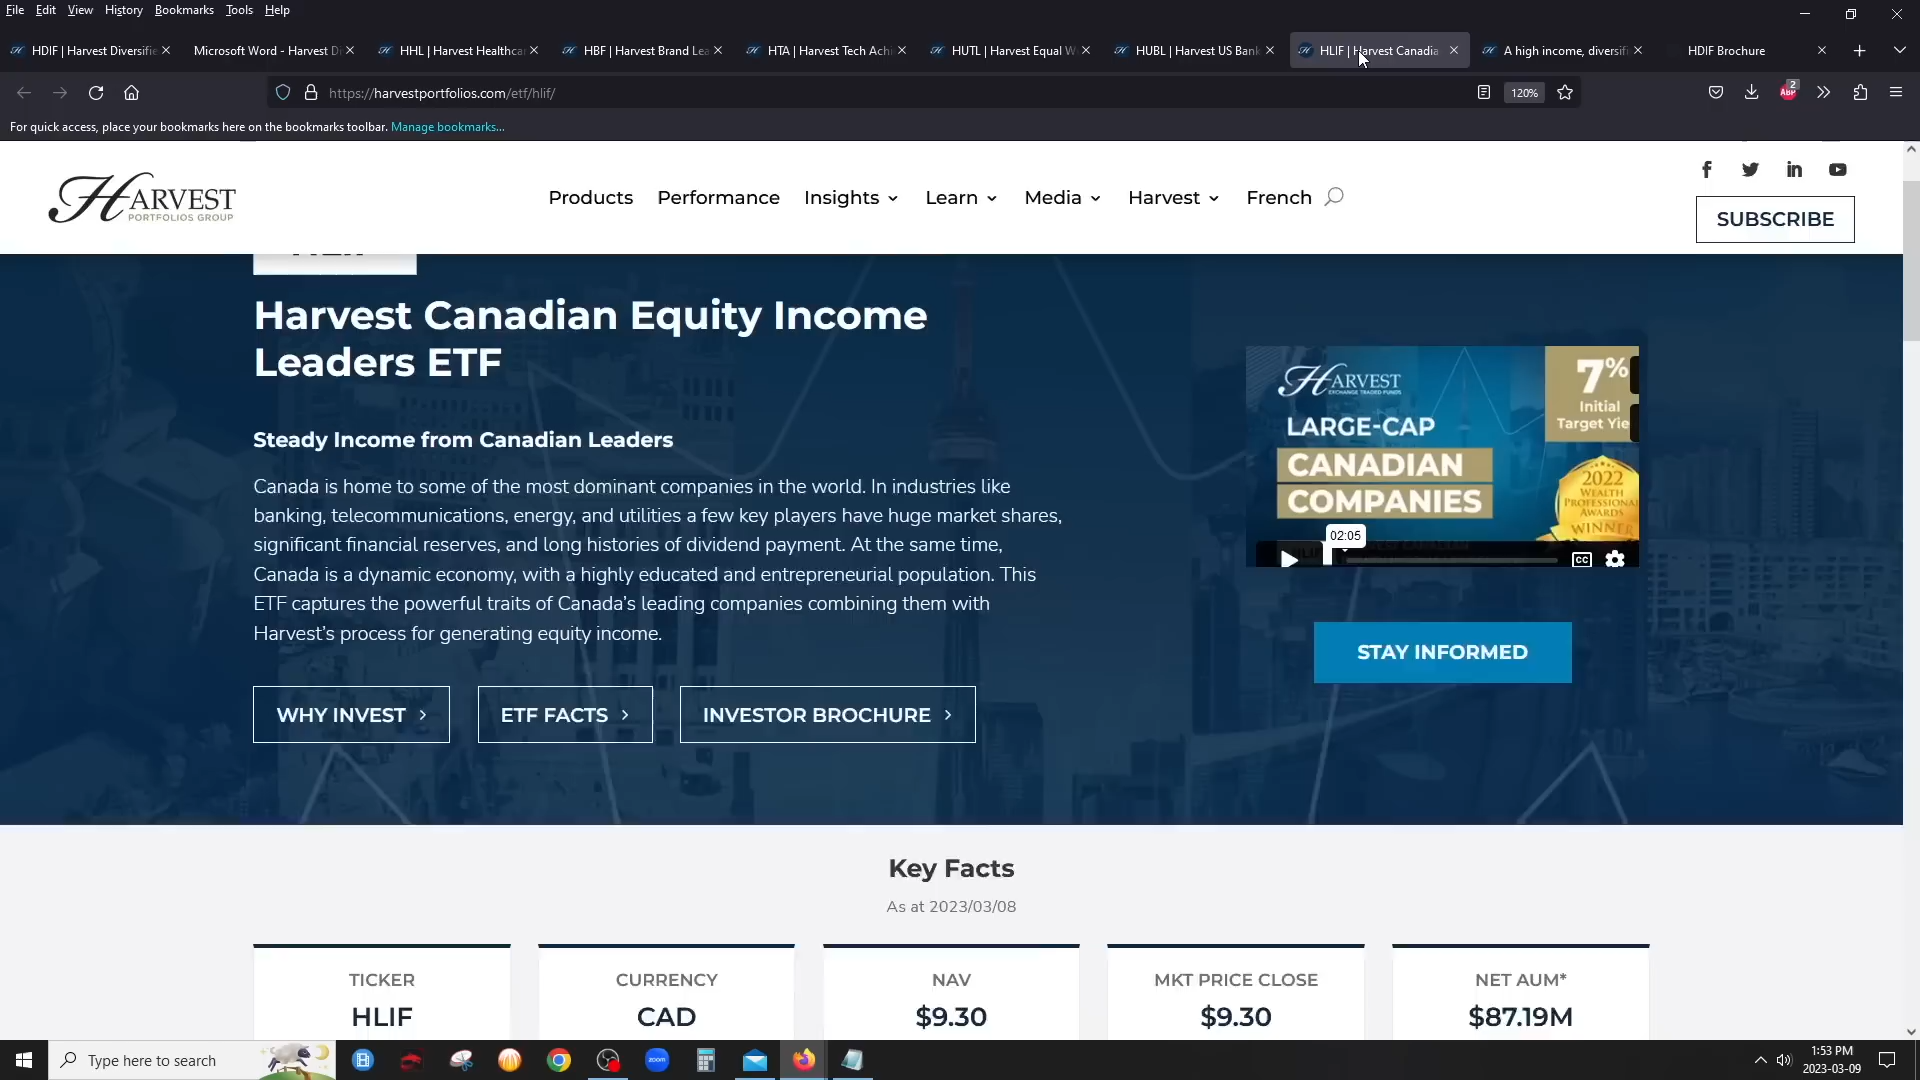 File Edit View History Bookmarks Tools Help
HDIF | Harvest Diversifie
Microsoft Word - Harvest D
HHL | Harvest Healthca
HBF | Harvest Brand Lea
HTA | Harvest Tech Achi
HUTL | Harvest Equal W
HUBL | Harvest US Bank
HLIF | Harvest Canadia
A high income, diversifi
HDIF Brochure
https://harvestportfolios.com/etf/hlif/
120%
ABP
2
For quick access, place your bookmarks here on the bookmarks toolbar. Manage bookmarks...
HARVEST
PORTFOLIOS GROUP
Products Performance Insights Learn Media Harvest French
SUBSCRIBE
Harvest Canadian Equity Income
Leaders ETF
Steady Income from Canadian Leaders
Canada is home to some of the most dominant companies in the world. In industries like
banking, telecommunications, energy, and utilities a few key players have huge market shares,
significant financial reserves, and long histories of dividend payment. At the same time,
Canada is a dynamic economy, with a highly educated and entrepreneurial population. This
ETF captures the powerful traits of Canada's leading companies combining them with
Harvest's process for generating equity income.
WHY INVEST ETF FACTS INVESTOR BROCHURE
HARVEST
EXCHANGE TRADED FUNDS
7%
Initial
Target Yie
LARGE-CAP
CANADIAN
COMPANIES
2022
WEALTH
PROFESSIONAL
AWARDS
WINNER
02:05
CC
STAY INFORMED
Key Facts
As at 2023/03/08
TICKER
HLIF
CURRENCY
CAD
NAV
$9.30
MKT PRICE CLOSE
$9.30
NET AUM*
$87.19M
Type here to search
zoom
1:53 PM
2023-03-09